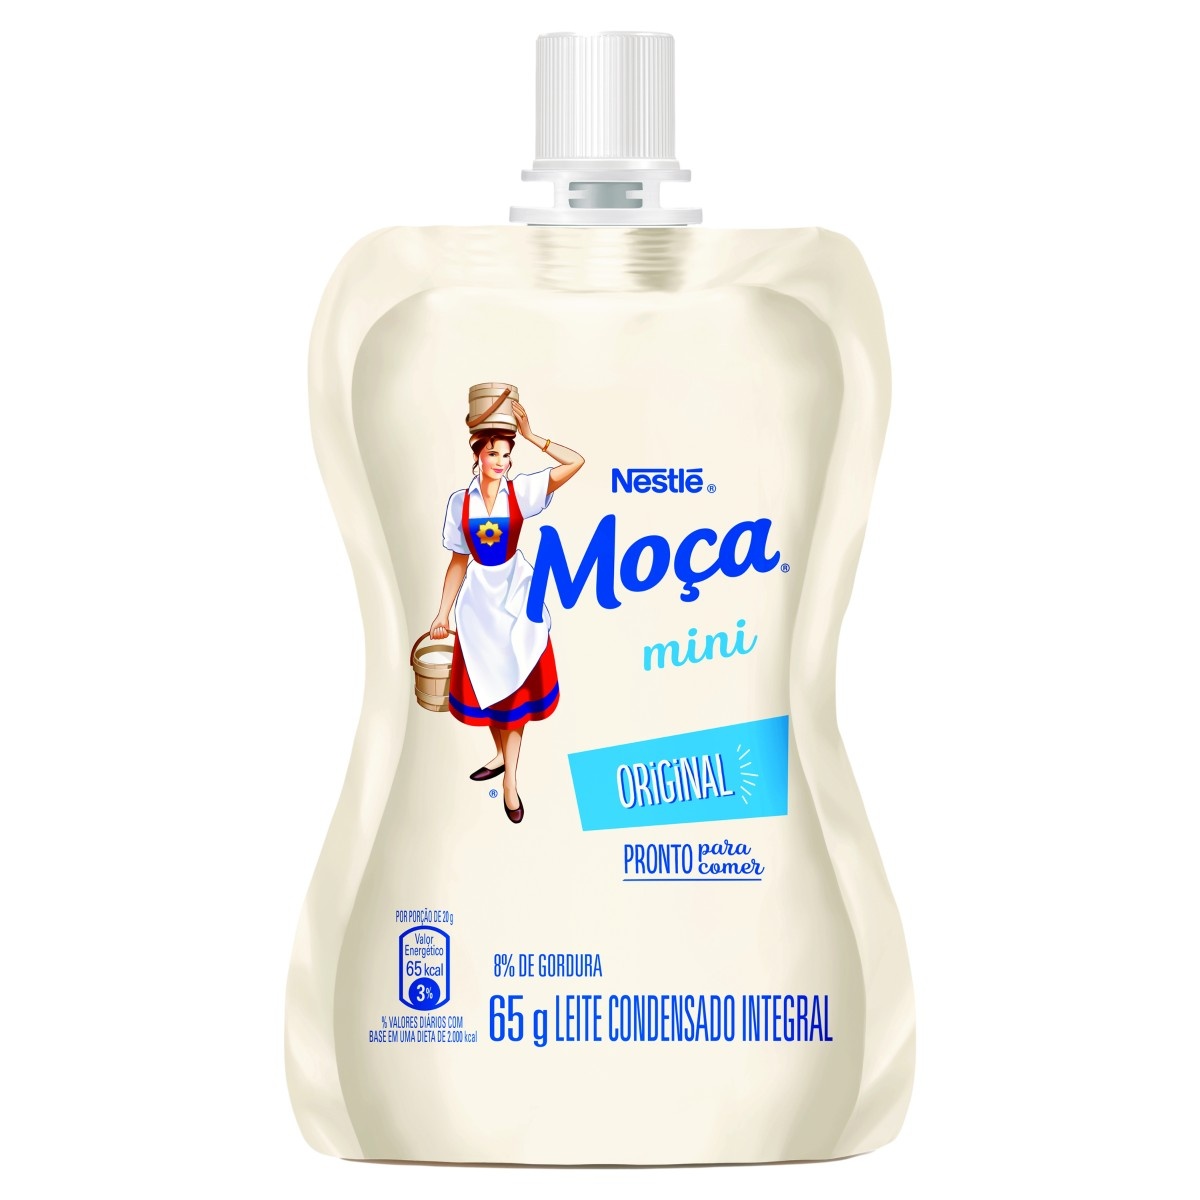 Nestlé®
Moça®
mini
ORiGiNAL
PRONTO para comer
®
POR PORÇÃO DE 20 g
Valor
Energético
65 kcal
3%
% VALORES DIÁRIOS COM
BASE EM UMA DIETA DE 2.000 kcal
8% DE GORDURA
65 g LEITE CONDENSADO INTEGRAL